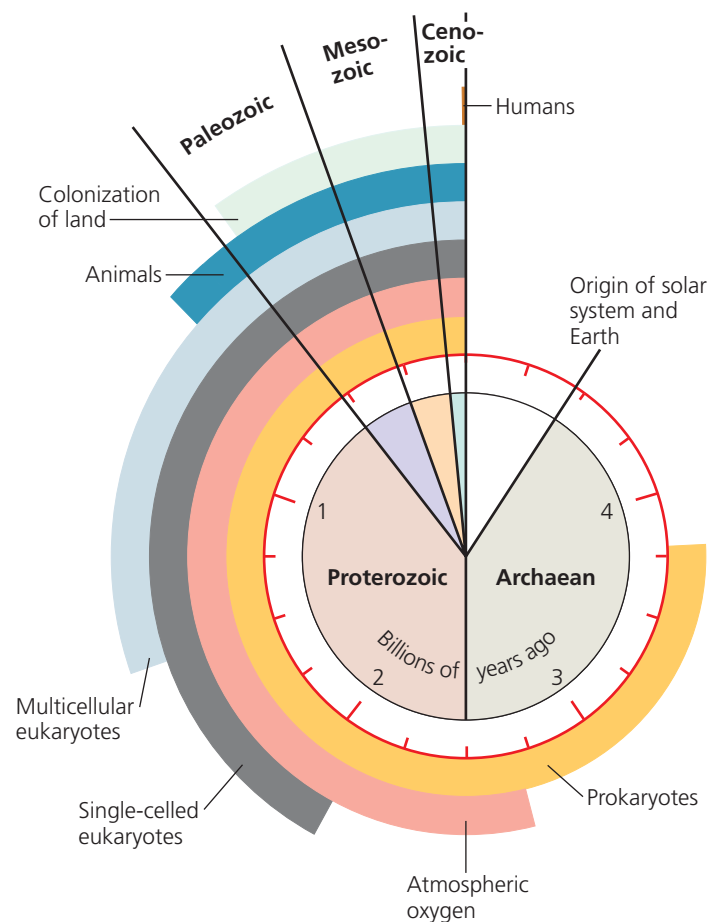 Paleozoic
Meso-
zoic
Ceno-
zoic
Humans
Colonization
of land
Animals
Origin of solar
system and
Earth
1
4
Proterozoic
Archaean
Billions of years ago
2
3
Multicellular
eukaryotes
Single-celled
eukaryotes
Prokaryotes
Atmospheric
oxygen